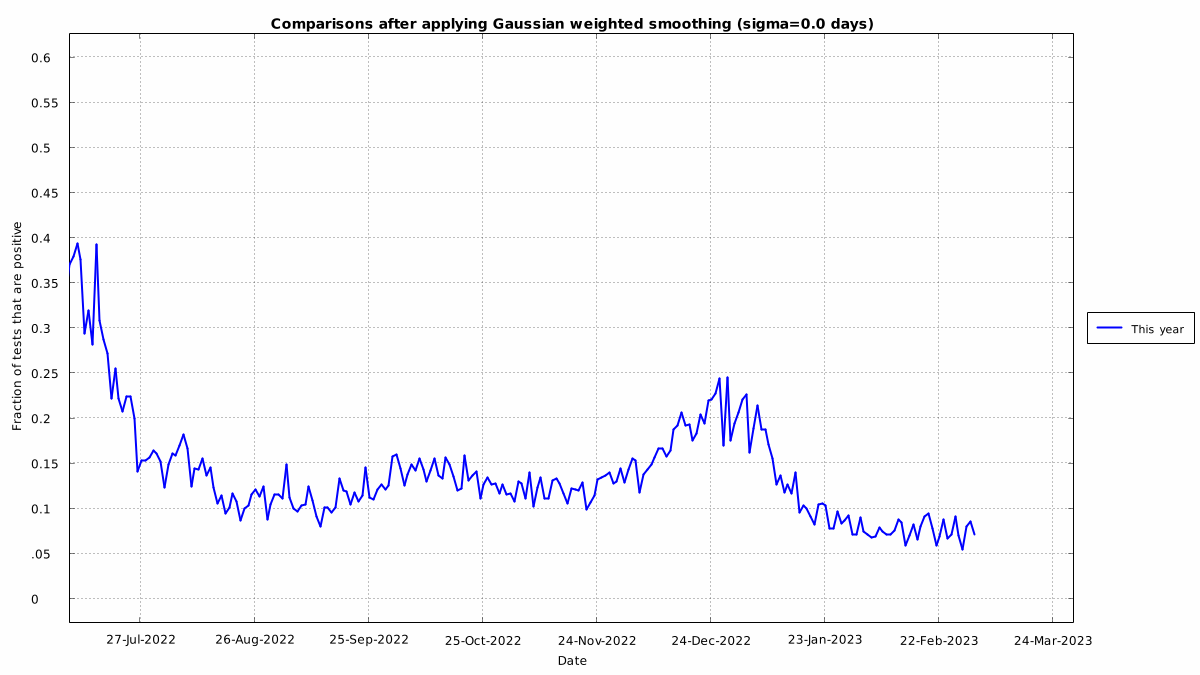 Comparisons after applying Gaussian weighted smoothing (sigma=0.0 days)
Fraction of tests that are positive
0.6
0.55
0.5
0.45
0.4
0.35
0.3
0.25
0.2
0.15
0.1
.05
0
27-Jul-2022
26-Aug-2022
25-Sep-2022
25-Oct-2022
24-Nov-2022
24-Dec-2022
23-Jan-2023
22-Feb-2023
24-Mar-2023
Date
This year